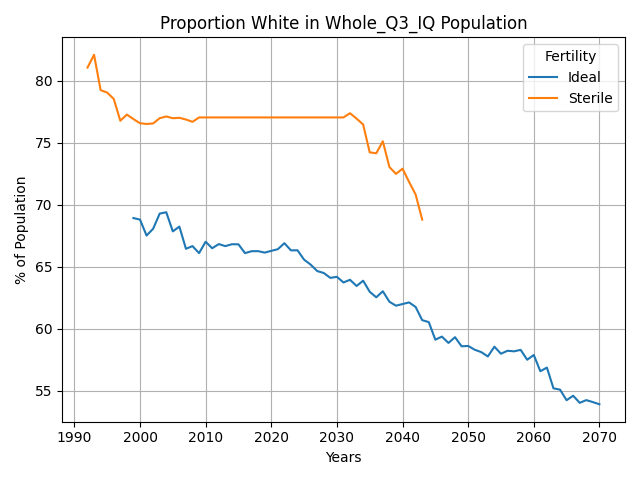 Proportion White in Whole_Q3_IQ Population
Fertility
Ideal
Sterile
% of Population
80
75
70
65
60
55
1990
2000
2010
2020
2030
2040
2050
2060
2070
Years